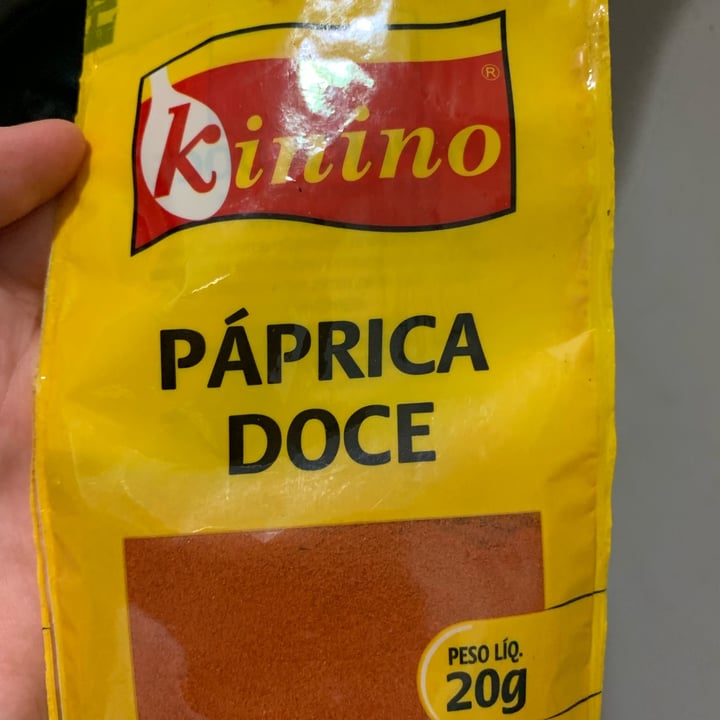 kinino®
PÁPRICA
DOCE
PESO LÍQ.
20g